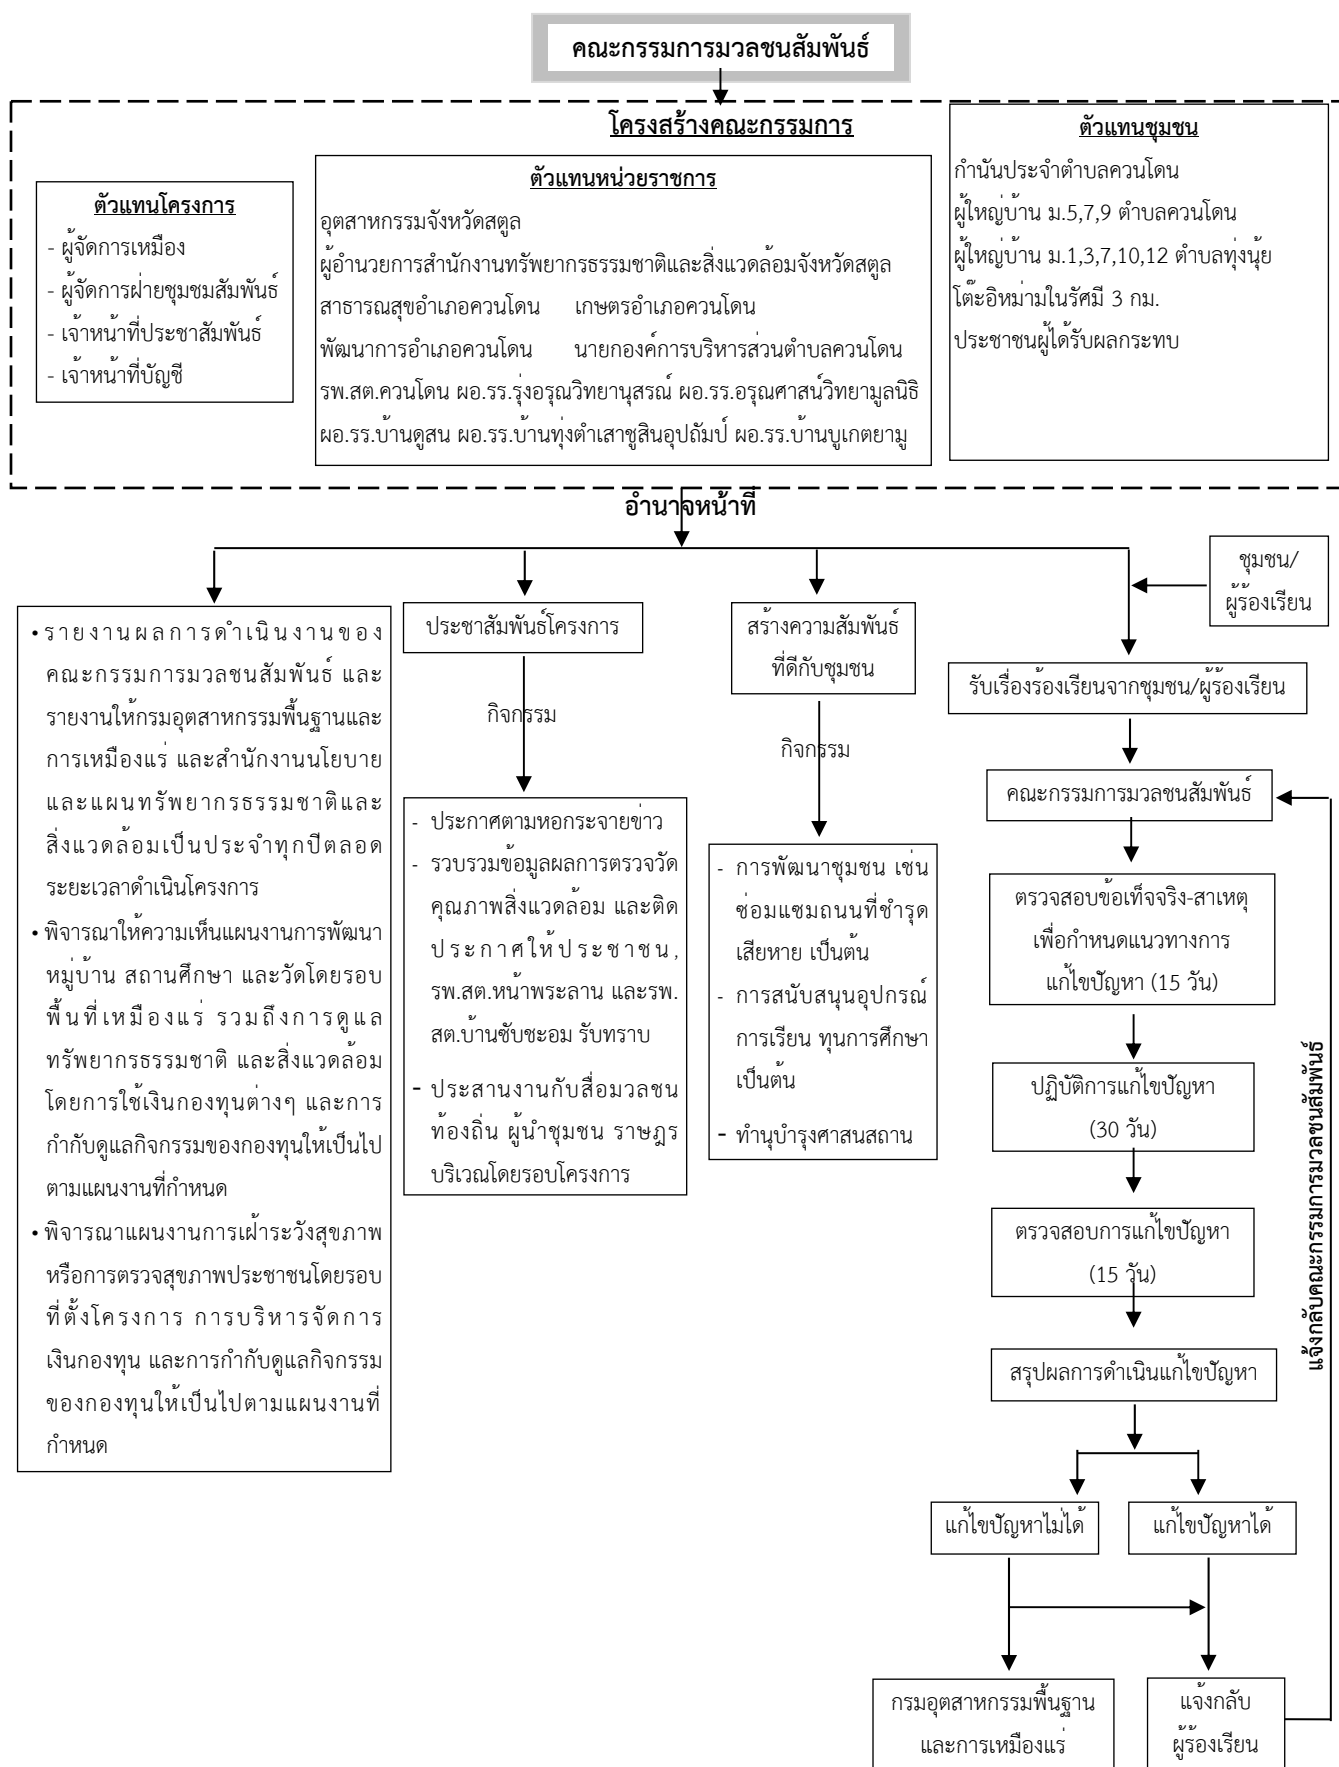 คณะกรรมการมวลชนสัมพันธ์
โครงสร้างคณะกรรมการ
ตัวแทนโครงการ
- ผู้จัดการเหมือง
- ผู้จัดการฝ่ายชุมชมสัมพันธ์
- เจ้าหน้าที่ประชาสัมพันธ์
- เจ้าหน้าที่บัญชี
ตัวแทนหน่วยราชการ
อุตสาหกรรมจังหวัดสตูล
ผู้อำนวยการสำนักงานทรัพยากรธรรมชาติและสิ่งแวดล้อมจังหวัดสตูล
สาธารณสุขอำเภอควนโดน เกษตรอำเภอควนโดน
พัฒนาการอำเภอควนโดน นายกองค์การบริหารส่วนตำบลควนโดน
รพ.สต.ควนโดน ผอ.รร.รุ่งอรุณวิทยานุสรณ์ ผอ.รร.อรุณศาสน์วิทยามูลนิธิ
ผอ.รร.บ้านดูสน ผอ.รร.บ้านทุ่งตำเสาชูสินอุปถัมป์ ผอ.รร.บ้านบูเกตยามู
ตัวแทนชุมชน
กำนันประจำตำบลควนโดน
ผู้ใหญ่บ้าน ม.5,7,9 ตำบลควนโดน
ผู้ใหญ่บ้าน ม.1,3,7,10,12 ตำบลทุ่งนุ้ย
โต๊ะอิหม่ามในรัศมี 3 กม.
ประชาชนผู้ได้รับผลกระทบ
อำนาจหน้าที่
• รายงานผลการดำเนินงานของ
คณะกรรมการมวลชนสัมพันธ์ และ
รายงานให้กรมอุตสาหกรรมพื้นฐานและ
การเหมืองแร่ และสำนักงานนโยบาย
และแผนทรัพยากรธรรมชาติและ
สิ่งแวดล้อมเป็นประจำทุกปีตลอด
ระยะเวลาดำเนินโครงการ
• พิจารณาให้ความเห็นแผนงานการพัฒนา
หมู่บ้าน สถานศึกษา และวัดโดยรอบ
พื้นที่เหมืองแร่ รวมถึงการดูแล
ทรัพยากรธรรมชาติ และสิ่งแวดล้อม
โดยการใช้เงินกองทุนต่างๆ และการ
กำกับดูแลกิจกรรมของกองทุนให้เป็นไป
ตามแผนงานที่กำหนด
• พิจารณาแผนงานการเฝ้าระวังสุขภาพ
หรือการตรวจสุขภาพประชาชนโดยรอบ
ที่ตั้งโครงการ การบริหารจัดการ
เงินกองทุน และการกำกับดูแลกิจกรรม
ของกองทุนให้เป็นไปตามแผนงานที่
กำหนด
ประชาสัมพันธ์โครงการ
กิจกรรม
- ประกาศตามหอกระจายข่าว
- รวบรวมข้อมูลผลการตรวจวัด
คุณภาพสิ่งแวดล้อม และติด
ประกาศให้ประชาชน,
รพ.สต.หน้าพระลาน และรพ.
สต.บ้านซับชะอม รับทราบ
- ประสานงานกับสื่อมวลชน
ท้องถิ่น ผู้นำชุมชน ราษฎร
บริเวณโดยรอบโครงการ
สร้างความสัมพันธ์
ที่ดีกับชุมชน
กิจกรรม
- การพัฒนาชุมชน เช่น
ซ่อมแซมถนนที่ชำรุด
เสียหาย เป็นต้น
- การสนับสนุนอุปกรณ์
การเรียน ทุนการศึกษา
เป็นต้น
- ทำนุบำรุงศาสนสถาน
ชุมชน/
ผู้ร้องเรียน
รับเรื่องร้องเรียนจากชุมชน/ผู้ร้องเรียน
คณะกรรมการมวลชนสัมพันธ์
ตรวจสอบข้อเท็จจริง-สาเหตุ
เพื่อกำหนดแนวทางการ
แก้ไขปัญหา (15 วัน)
ปฏิบัติการแก้ไขปัญหา
(30 วัน)
ตรวจสอบการแก้ไขปัญหา
(15 วัน)
สรุปผลการดำเนินแก้ไขปัญหา
แก้ไขปัญหาไม่ได้
แก้ไขปัญหาได้
กรมอุตสาหกรรมพื้นฐาน
และการเหมืองแร่
แจ้งกลับ
ผู้ร้องเรียน
แจ้งกลับคณะกรรมการมวลชนสัมพันธ์